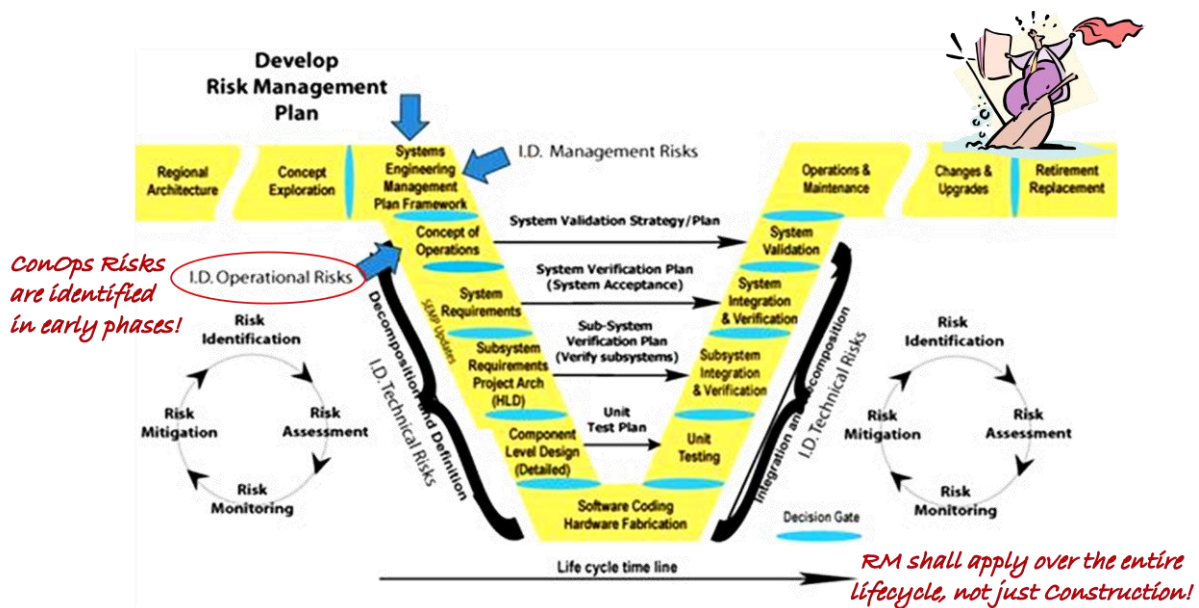 Develop
Risk Management
Plan
I.D. Management Risks
Regional
Architecture
Concept
Exploration
Systems
Engineering
Management
Plan Framework
Operations &
Maintenance
Changes &
Upgrades
Retirement
Replacement
Concept of
Operations
System Validation Strategy/Plan
System
Validation
ConOps Risks
are identified
in early phases!
I.D. Operational Risks
System
Requirements
System Verification Plan
(System Acceptance)
System
Integration
& Verification
SEMP Updates
Subsystem
Requirements
Project Arch
(HLD)
Sub-System
Verification Plan
(Verify subsystems)
Subsystem
Integration
& Verification
Component
Level Design
(Detailed)
Unit
Test Plan
Unit
Testing
Software Coding
Hardware Fabrication
Decomposition and Definition
I.D. Technical Risks
Integration and Recomposition
I.D. Technical Risks
Risk
Identification
Risk
Assessment
Risk
Monitoring
Risk
Mitigation
Risk
Identification
Risk
Assessment
Risk
Monitoring
Risk
Mitigation
Decision Gate
Life cycle time line
RM shall apply over the entire
lifecycle, not just Construction!